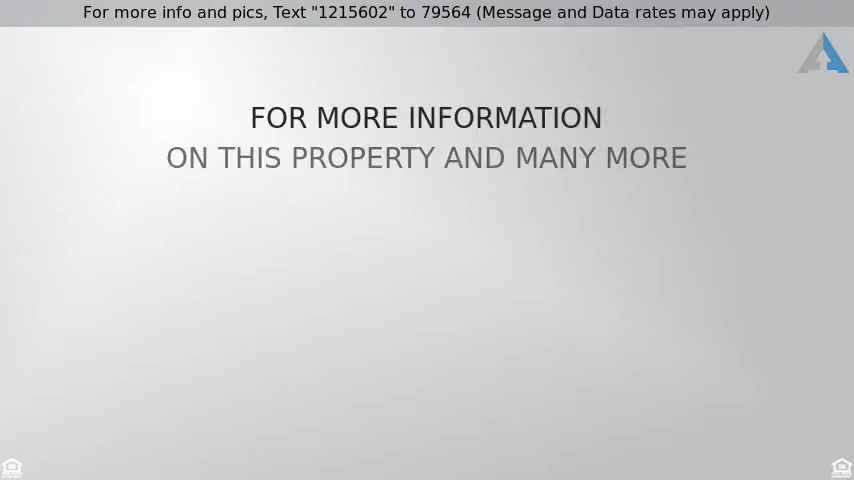 For more info and pics, Text "1215602" to 79564 (Message and Data rates may apply)
FOR MORE INFORMATION
ON THIS PROPERTY AND MANY MORE